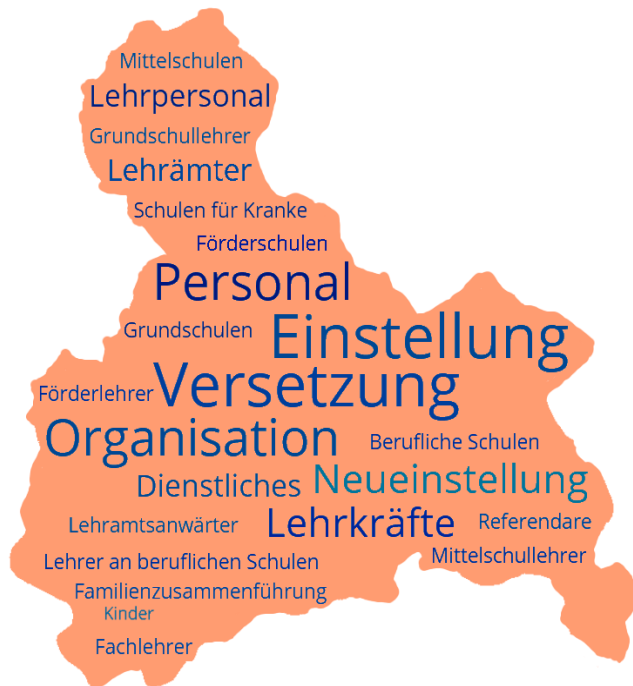 Mittelschulen
Lehrpersonal
Grundschullehrer
Lehrämter
Schulen für Kranke
Förderschulen
Personal
Grundschulen
Einstellung
Versetzung
Förderlehrer
Organisation
Berufliche Schulen
Dienstliches
Neueinstellung
Lehramtsanwärter
Lehrkräfte
Referendare
Lehrer an beruflichen Schulen
Mittelschullehrer
Familienzusammenführung
Kinder
Fachlehrer